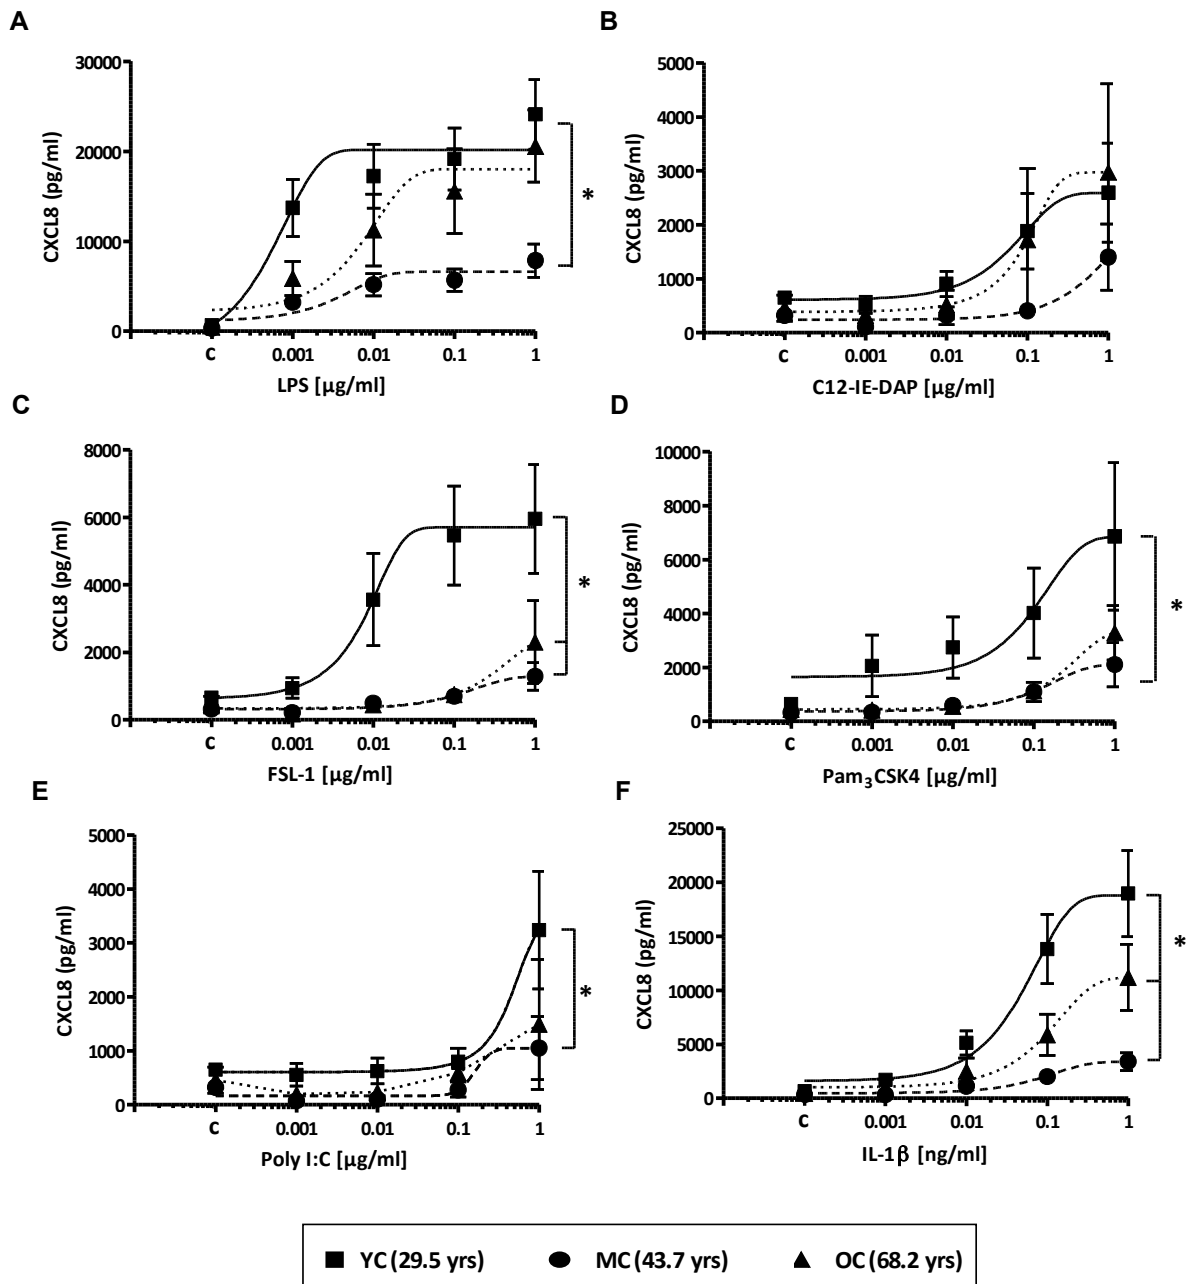 A
B
30000
20000
10000
0
CXCL8 (pg/ml)
*
C 0.001 0.01 0.1 1
LPS [µg/ml]
5000
4000
3000
2000
1000
0
CXCL8 (pg/ml)
C 0.001 0.01 0.1 1
C12-IE-DAP [µg/ml]
C
D
8000
6000
4000
2000
0
CXCL8 (pg/ml)
*
C 0.001 0.01 0.1 1
FSL-1 [µg/ml]
10000
8000
6000
4000
2000
0
CXCL8 (pg/ml)
*
C 0.001 0.01 0.1 1
Pam₃CSK4 [µg/ml]
E
F
5000
4000
3000
2000
1000
0
CXCL8 (pg/ml)
*
C 0.001 0.01 0.1 1
Poly I:C [µg/ml]
25000
20000
15000
10000
5000
0
CXCL8 (pg/ml)
*
C 0.001 0.01 0.1 1
IL-1β [ng/ml]
YC (29.5 yrs) MC (43.7 yrs) OC (68.2 yrs)